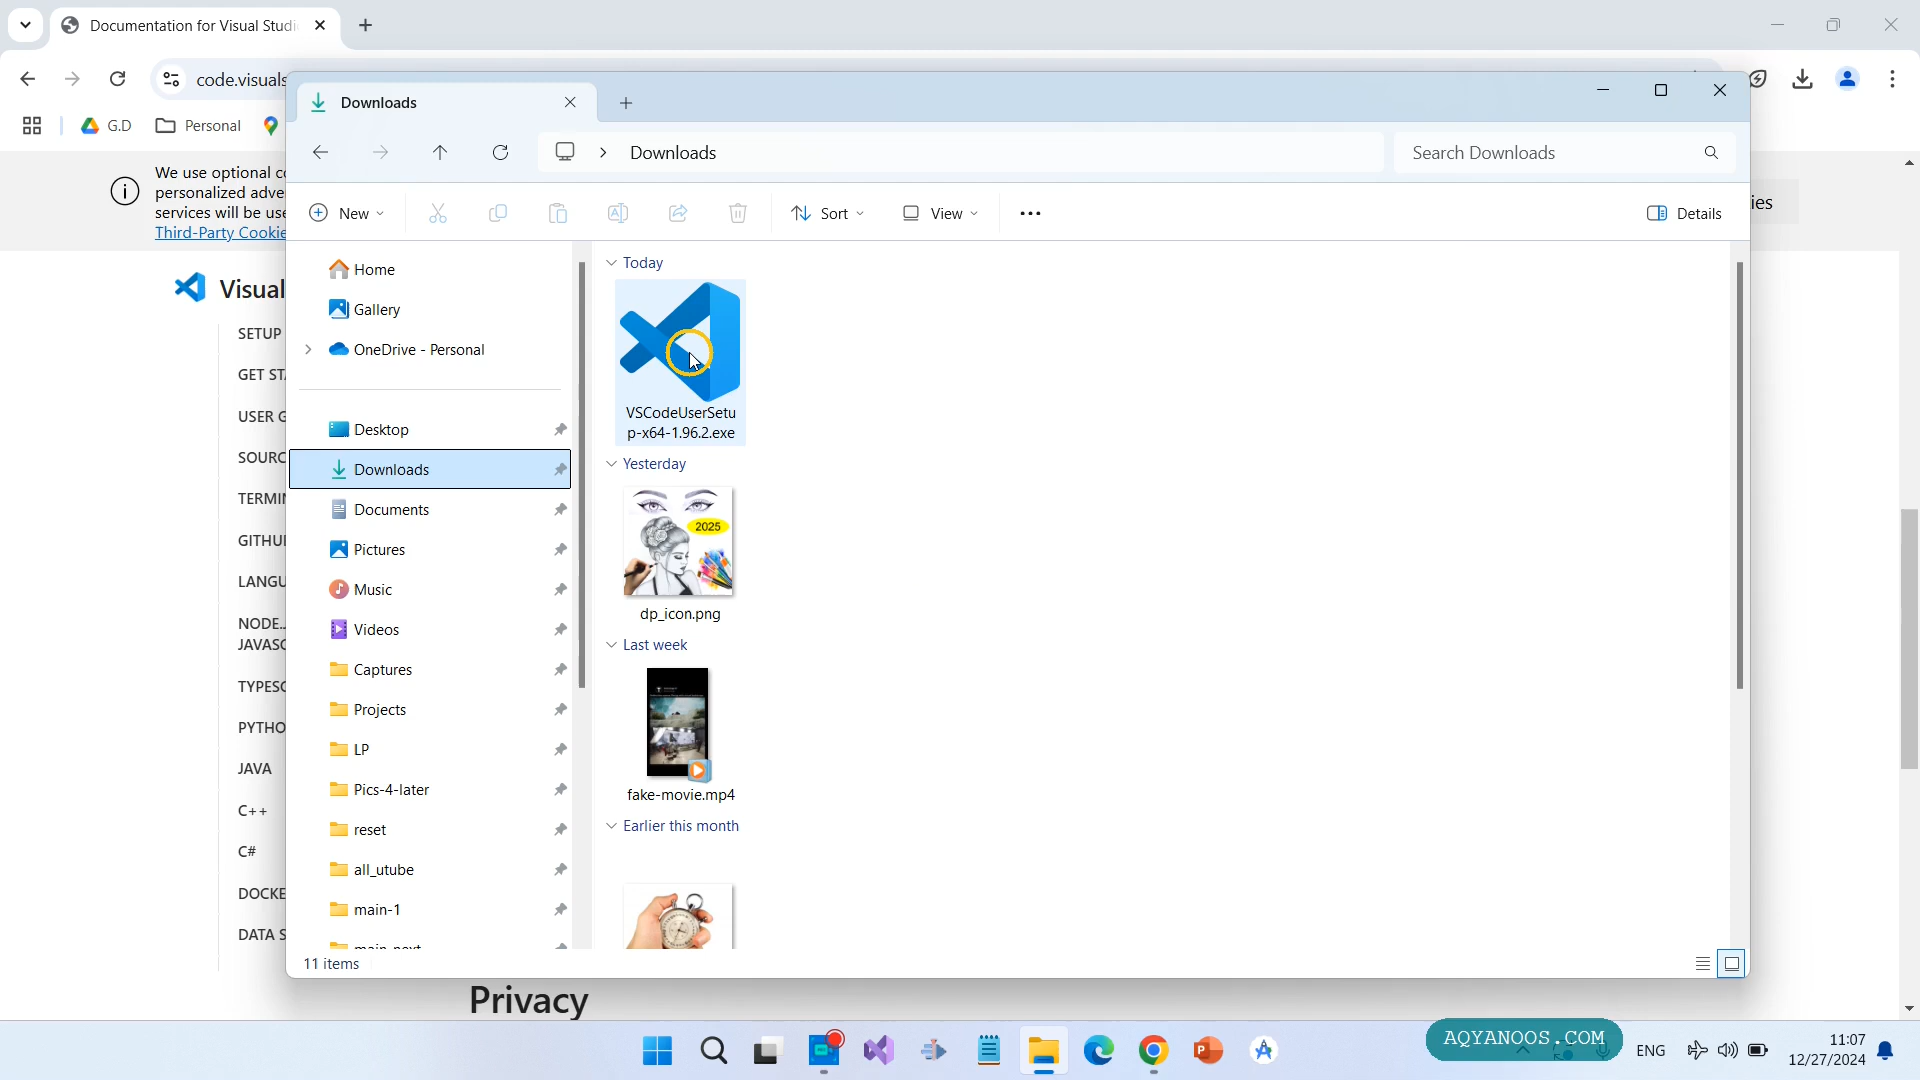 Documentation for Visual Studi
code.visuals
G.D
Personal
We use optional c
personalized adve
services will be use
Third-Party Cookie
ies
Visual
SETUP
GET STA
USER G
SOURC
TERMIN
GITHU
LANGU
NODE.
JAVASC
TYPESC
PYTHO
JAVA
C++
C#
DOCKE
DATA S
Downloads
Downloads
Search Downloads
New
Sort
View
Details
Home
Gallery
OneDrive - Personal
Desktop
Downloads
Documents
Pictures
Music
Videos
Captures
Projects
LP
Pics-4-later
reset
all_utube
main-1
main-next
Today
VSCodeUserSetu
p-x64-1.96.2.exe
Yesterday
2025
dp_icon.png
Last week
fake-movie.mp4
Earlier this month
11 items
Privacy
AQYANOOS.COM
ENG
11:07
12/27/2024